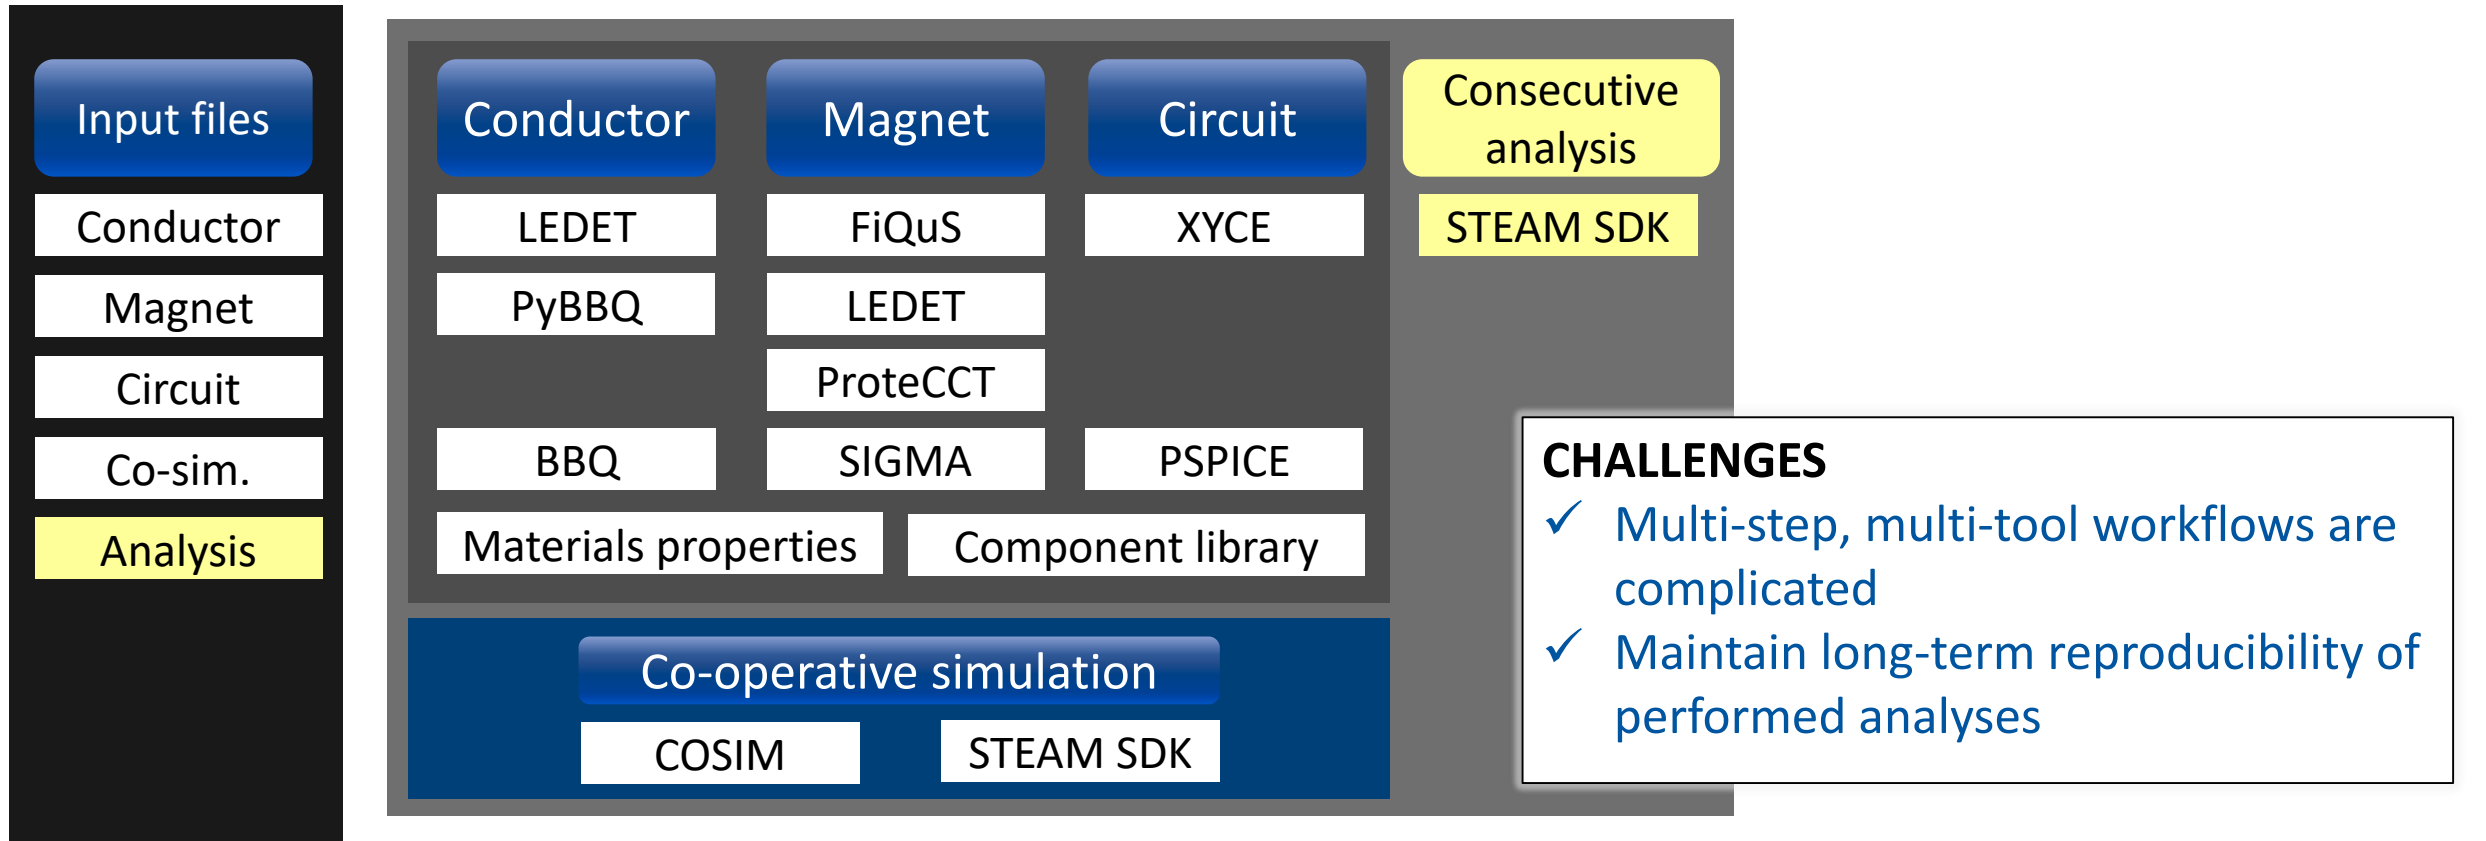 Input files
Conductor
Magnet
Circuit
Co-sim.
Analysis
Conductor
LEDET
PyBBQ
BBQ
Magnet
FiQuS
LEDET
ProteCCT
SIGMA
Circuit
XYCE
PSPICE
Materials properties
Component library
Consecutive
analysis
STEAM SDK
Co-operative simulation
COSIM
STEAM SDK
CHALLENGES
✓ Multi-step, multi-tool workflows are
complicated
✓ Maintain long-term reproducibility of
performed analyses